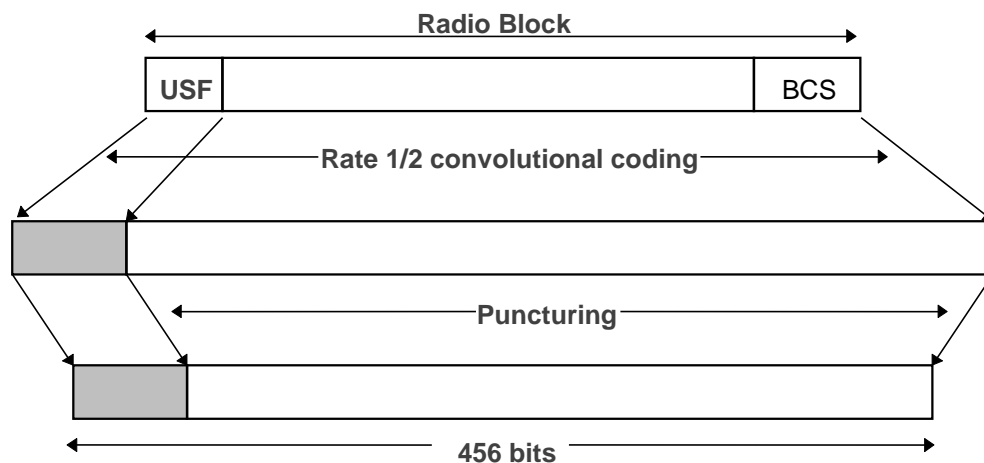 Radio Block
USF
BCS
Rate 1/2 convolutional coding
Puncturing
456 bits